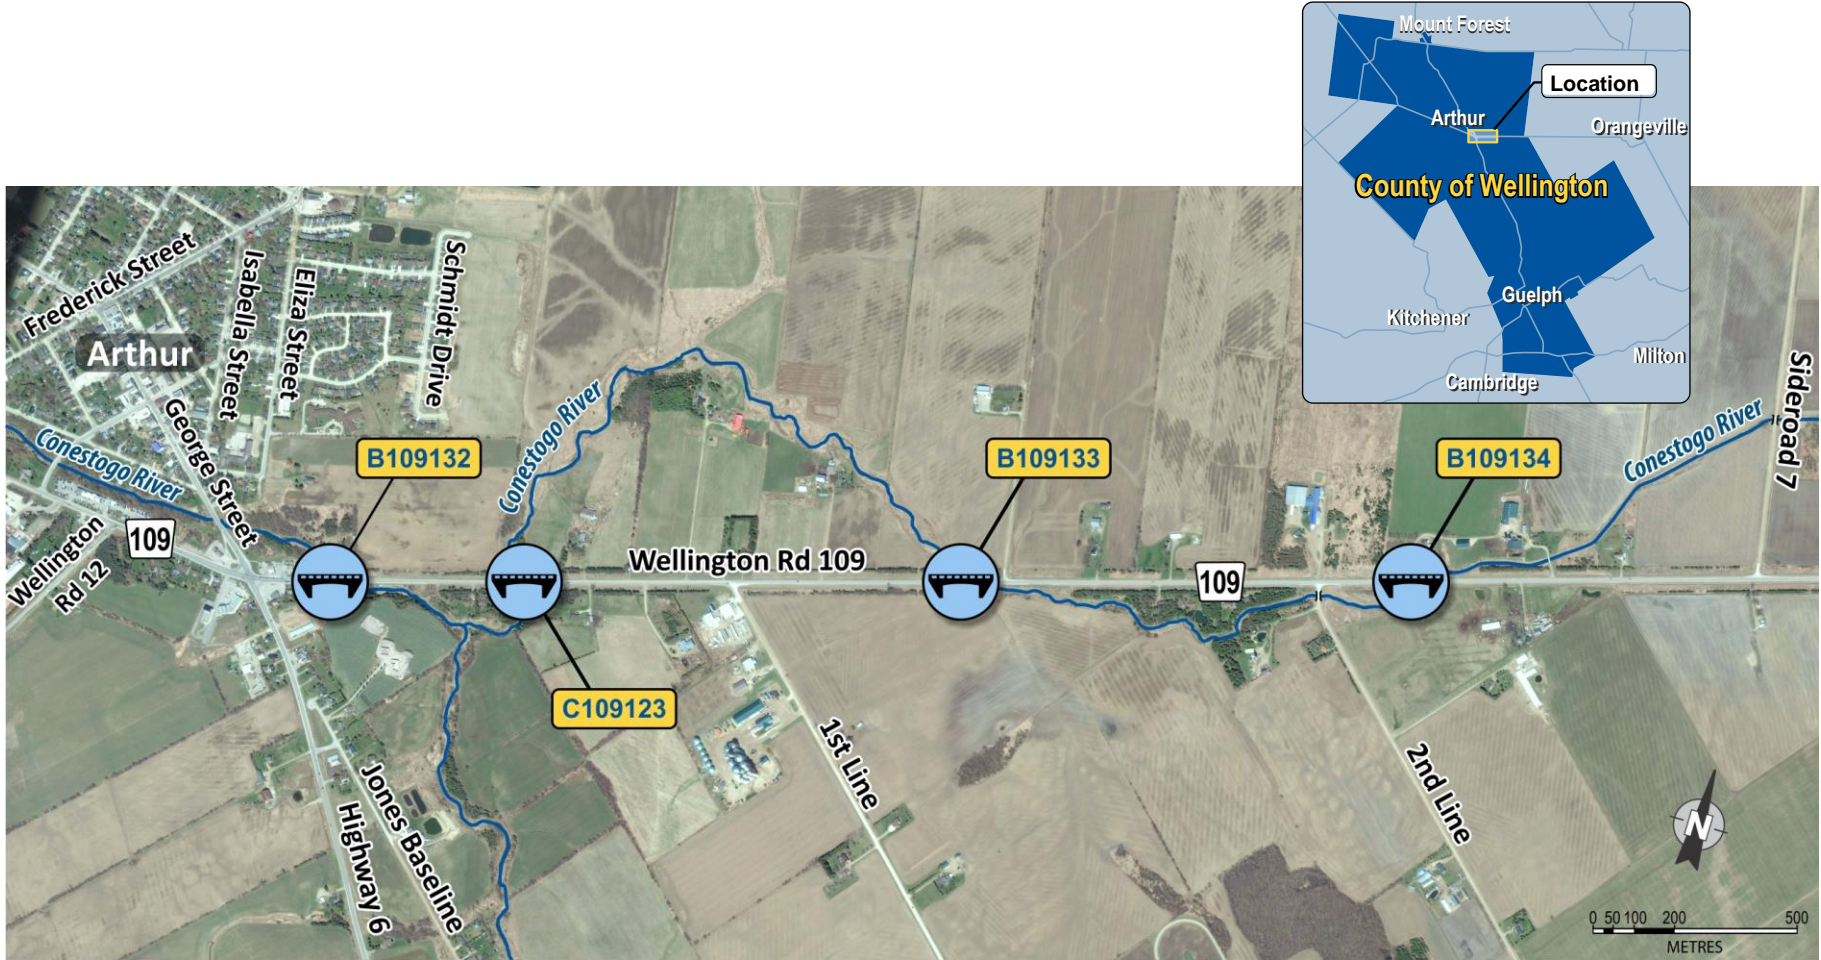 Mount Forest
Location
Arthur
Orangeville
County of Wellington
Guelph
Kitchener
Milton
Cambridge
Frederick Street
Isabella Street
Eliza Street
Schmidt Drive
Arthur
George Street
Conestogo River
Conestogo River
Conestogo River
Sideroad 7
B109132
B109133
B109134
109
Wellington
Rd 12
Wellington Rd 109
109
C109123
1st Line
2nd Line
Jones Baseline
Highway 6
N
0 50 100 200 500
METRES